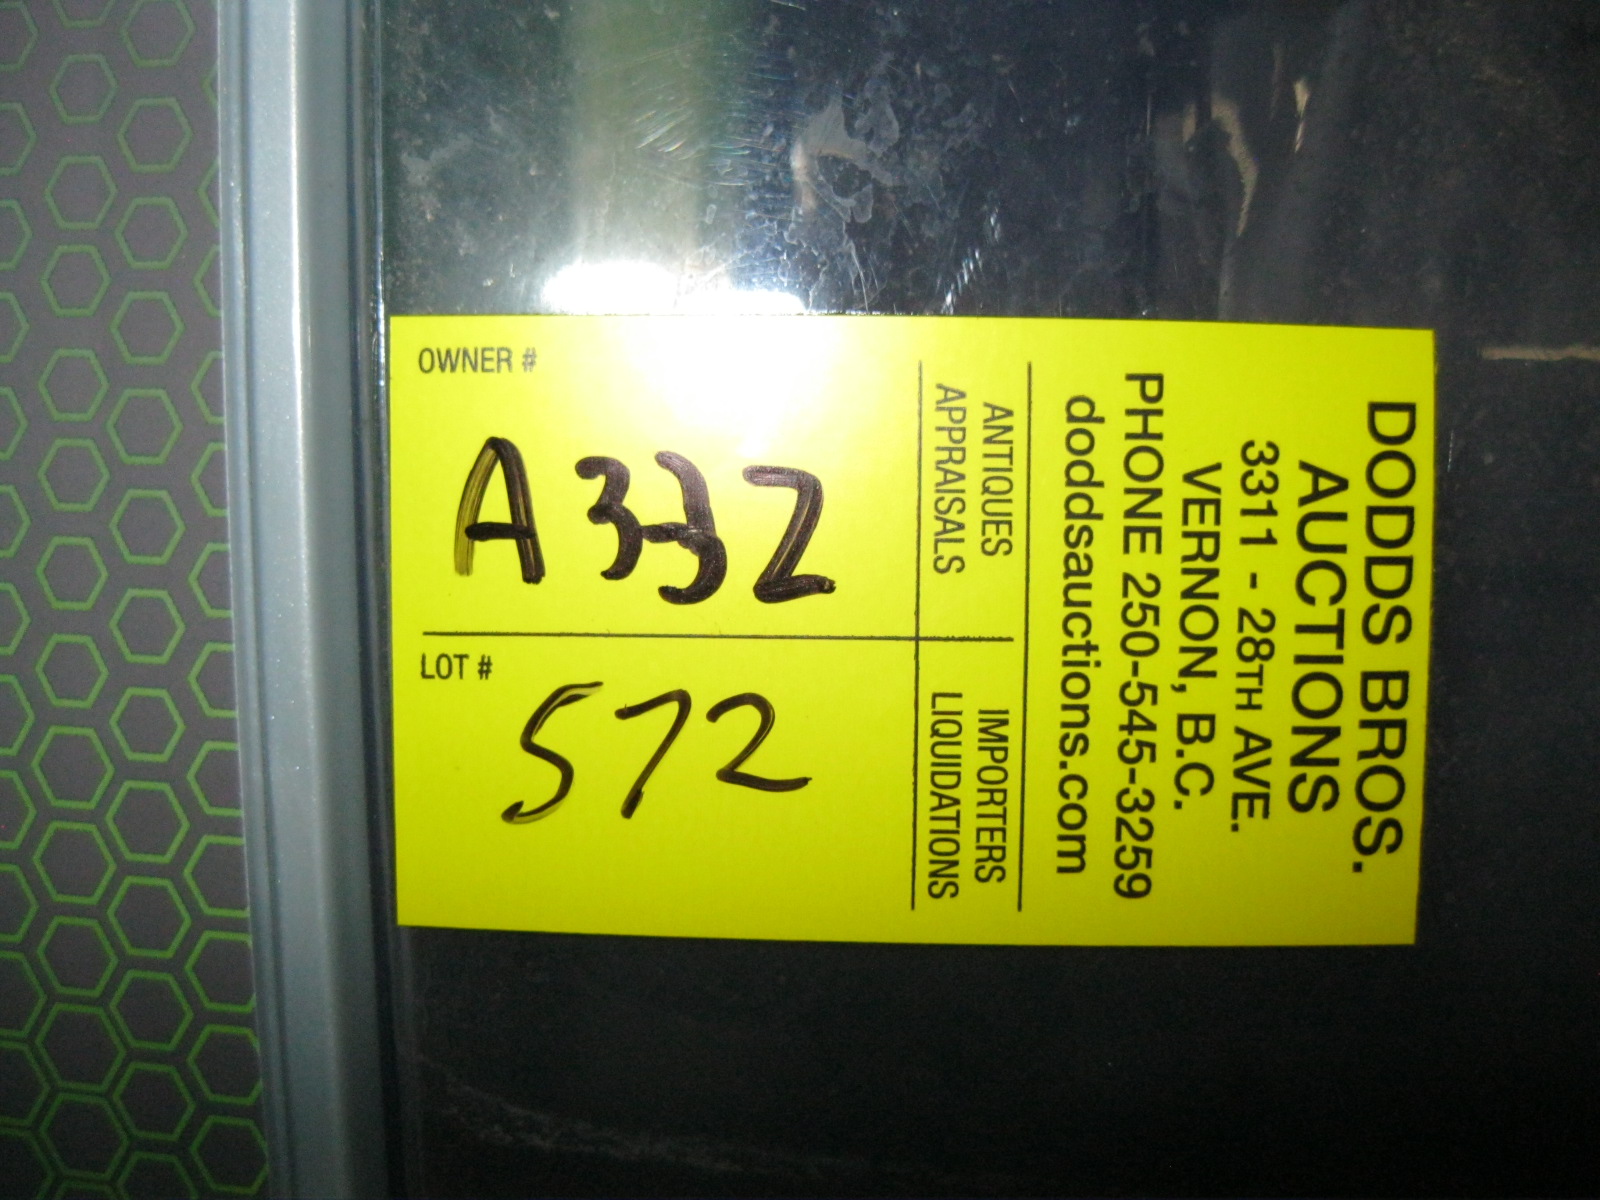 DODDS BROS.
AUCTIONS
3311 - 28TH AVE.
VERNON, B.C.
PHONE 250-545-3259
doddsauctions.com
ANTIQUES
APPRAISALS
IMPORTERS
LIQUIDATIONS
OWNER #
A332
LOT #
572